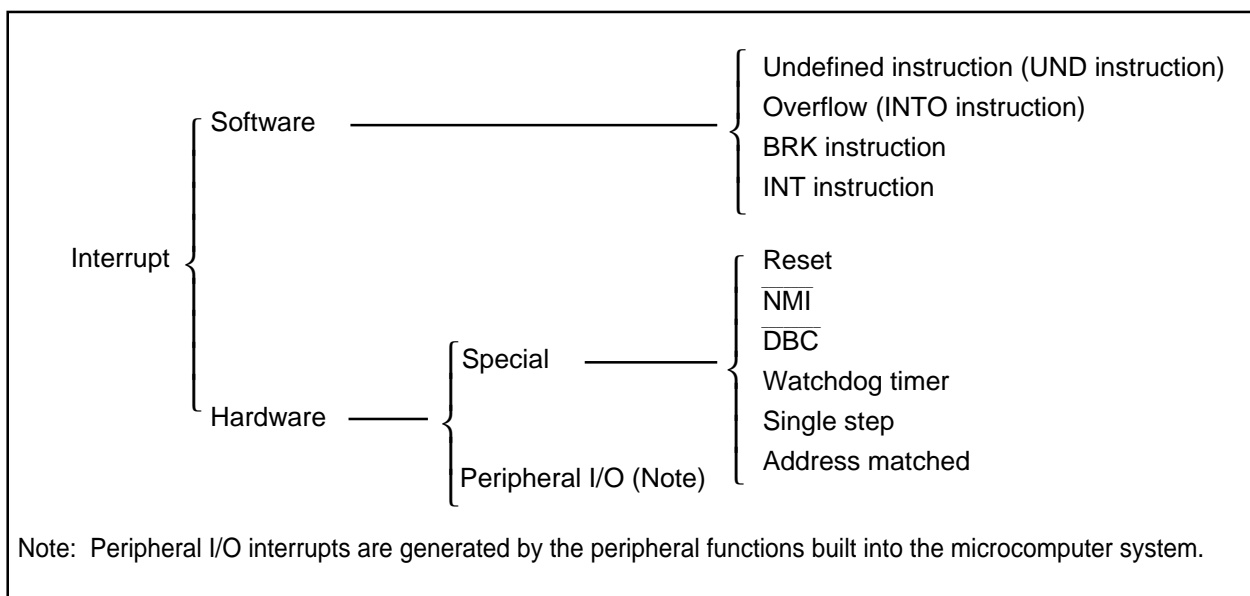 Interrupt
Software
Undefined instruction (UND instruction)
Overflow (INTO instruction)
BRK instruction
INT instruction
Hardware
Special
Reset
N̅M̅I̅
D̅B̅C̅
Watchdog timer
Single step
Address matched
Peripheral I/O (Note)
Note: Peripheral I/O interrupts are generated by the peripheral functions built into the microcomputer system.